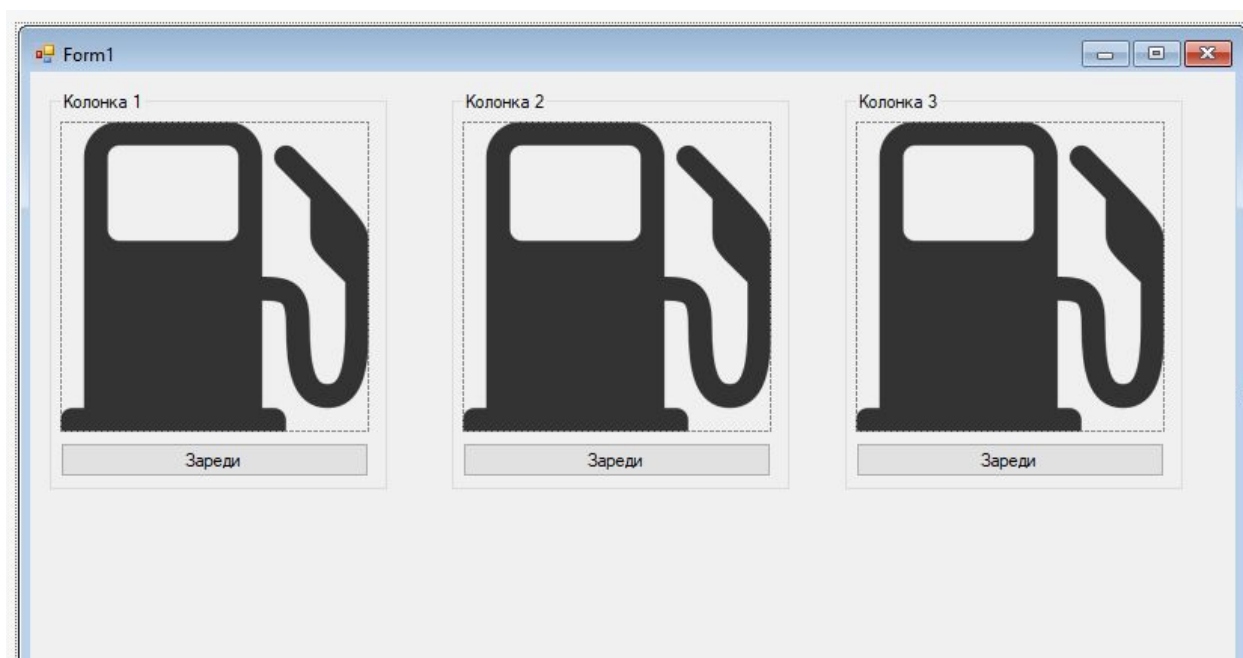 Form1
Колонка 1
Колонка 2
Колонка 3
Зареди
Зареди
Зареди